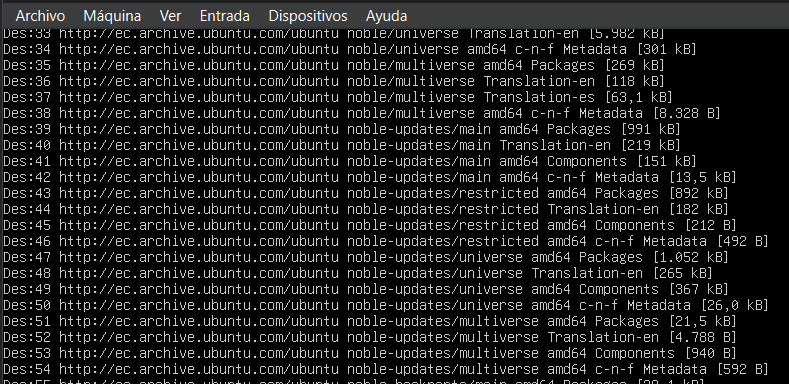 Archivo Máquina Ver Entrada Dispositivos Ayuda
Des:33 http://ec.archive.ubuntu.com/ubuntu noble/universe Translation-en [5.982 kB]
Des:34 http://ec.archive.ubuntu.com/ubuntu noble/universe amd64 c-n-f Metadata [301 kB]
Des:35 http://ec.archive.ubuntu.com/ubuntu noble/multiverse amd64 Packages [269 kB]
Des:36 http://ec.archive.ubuntu.com/ubuntu noble/multiverse Translation-en [118 kB]
Des:37 http://ec.archive.ubuntu.com/ubuntu noble/multiverse Translation-es [63,1 kB]
Des:38 http://ec.archive.ubuntu.com/ubuntu noble/multiverse amd64 c-n-f Metadata [8.328 B]
Des:39 http://ec.archive.ubuntu.com/ubuntu noble-updates/main amd64 Packages [991 kB]
Des:40 http://ec.archive.ubuntu.com/ubuntu noble-updates/main Translation-en [219 kB]
Des:41 http://ec.archive.ubuntu.com/ubuntu noble-updates/main amd64 Components [151 kB]
Des:42 http://ec.archive.ubuntu.com/ubuntu noble-updates/main amd64 c-n-f Metadata [13,5 kB]
Des:43 http://ec.archive.ubuntu.com/ubuntu noble-updates/restricted amd64 Packages [892 kB]
Des:44 http://ec.archive.ubuntu.com/ubuntu noble-updates/restricted Translation-en [182 kB]
Des:45 http://ec.archive.ubuntu.com/ubuntu noble-updates/restricted amd64 Components [212 B]
Des:46 http://ec.archive.ubuntu.com/ubuntu noble-updates/restricted amd64 c-n-f Metadata [492 B]
Des:47 http://ec.archive.ubuntu.com/ubuntu noble-updates/universe amd64 Packages [1.052 kB]
Des:48 http://ec.archive.ubuntu.com/ubuntu noble-updates/universe Translation-en [265 kB]
Des:49 http://ec.archive.ubuntu.com/ubuntu noble-updates/universe amd64 Components [367 kB]
Des:50 http://ec.archive.ubuntu.com/ubuntu noble-updates/universe amd64 c-n-f Metadata [26,0 kB]
Des:51 http://ec.archive.ubuntu.com/ubuntu noble-updates/multiverse amd64 Packages [21,5 kB]
Des:52 http://ec.archive.ubuntu.com/ubuntu noble-updates/multiverse Translation-en [4.788 B]
Des:53 http://ec.archive.ubuntu.com/ubuntu noble-updates/multiverse amd64 Components [940 B]
Des:54 http://ec.archive.ubuntu.com/ubuntu noble-updates/multiverse amd64 c-n-f Metadata [592 B]